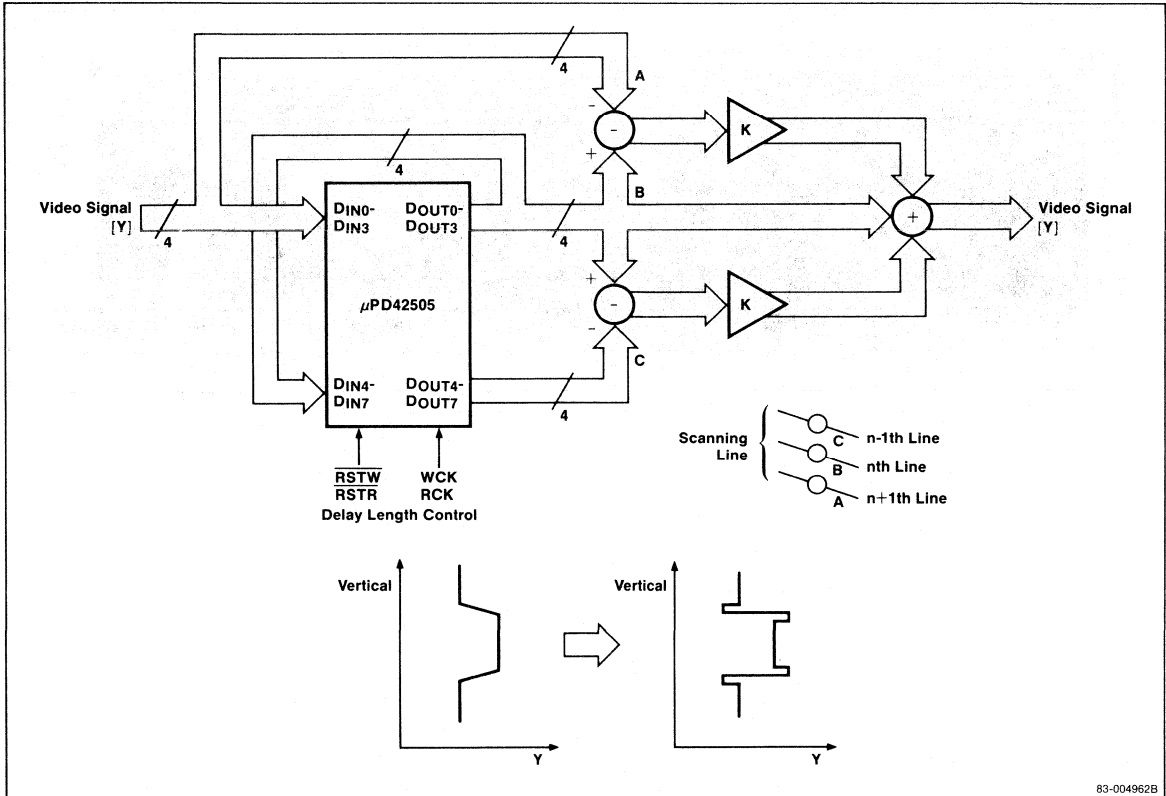 4
A
-
-
K
4
+
B
Video Signal
[Y]
4
DIN0-
DIN3
DOUT0-
DOUT3
4
+
Video Signal
[Y]
µPD42505
+
-
K
-
C
DIN4-
DIN7
DOUT4-
DOUT7
4
RSTW
RSTR
WCK
RCK
Delay Length Control
Scanning
Line
C n-1th Line
B nth Line
A n+1th Line
Vertical
Y
Vertical
Y
83-004962B